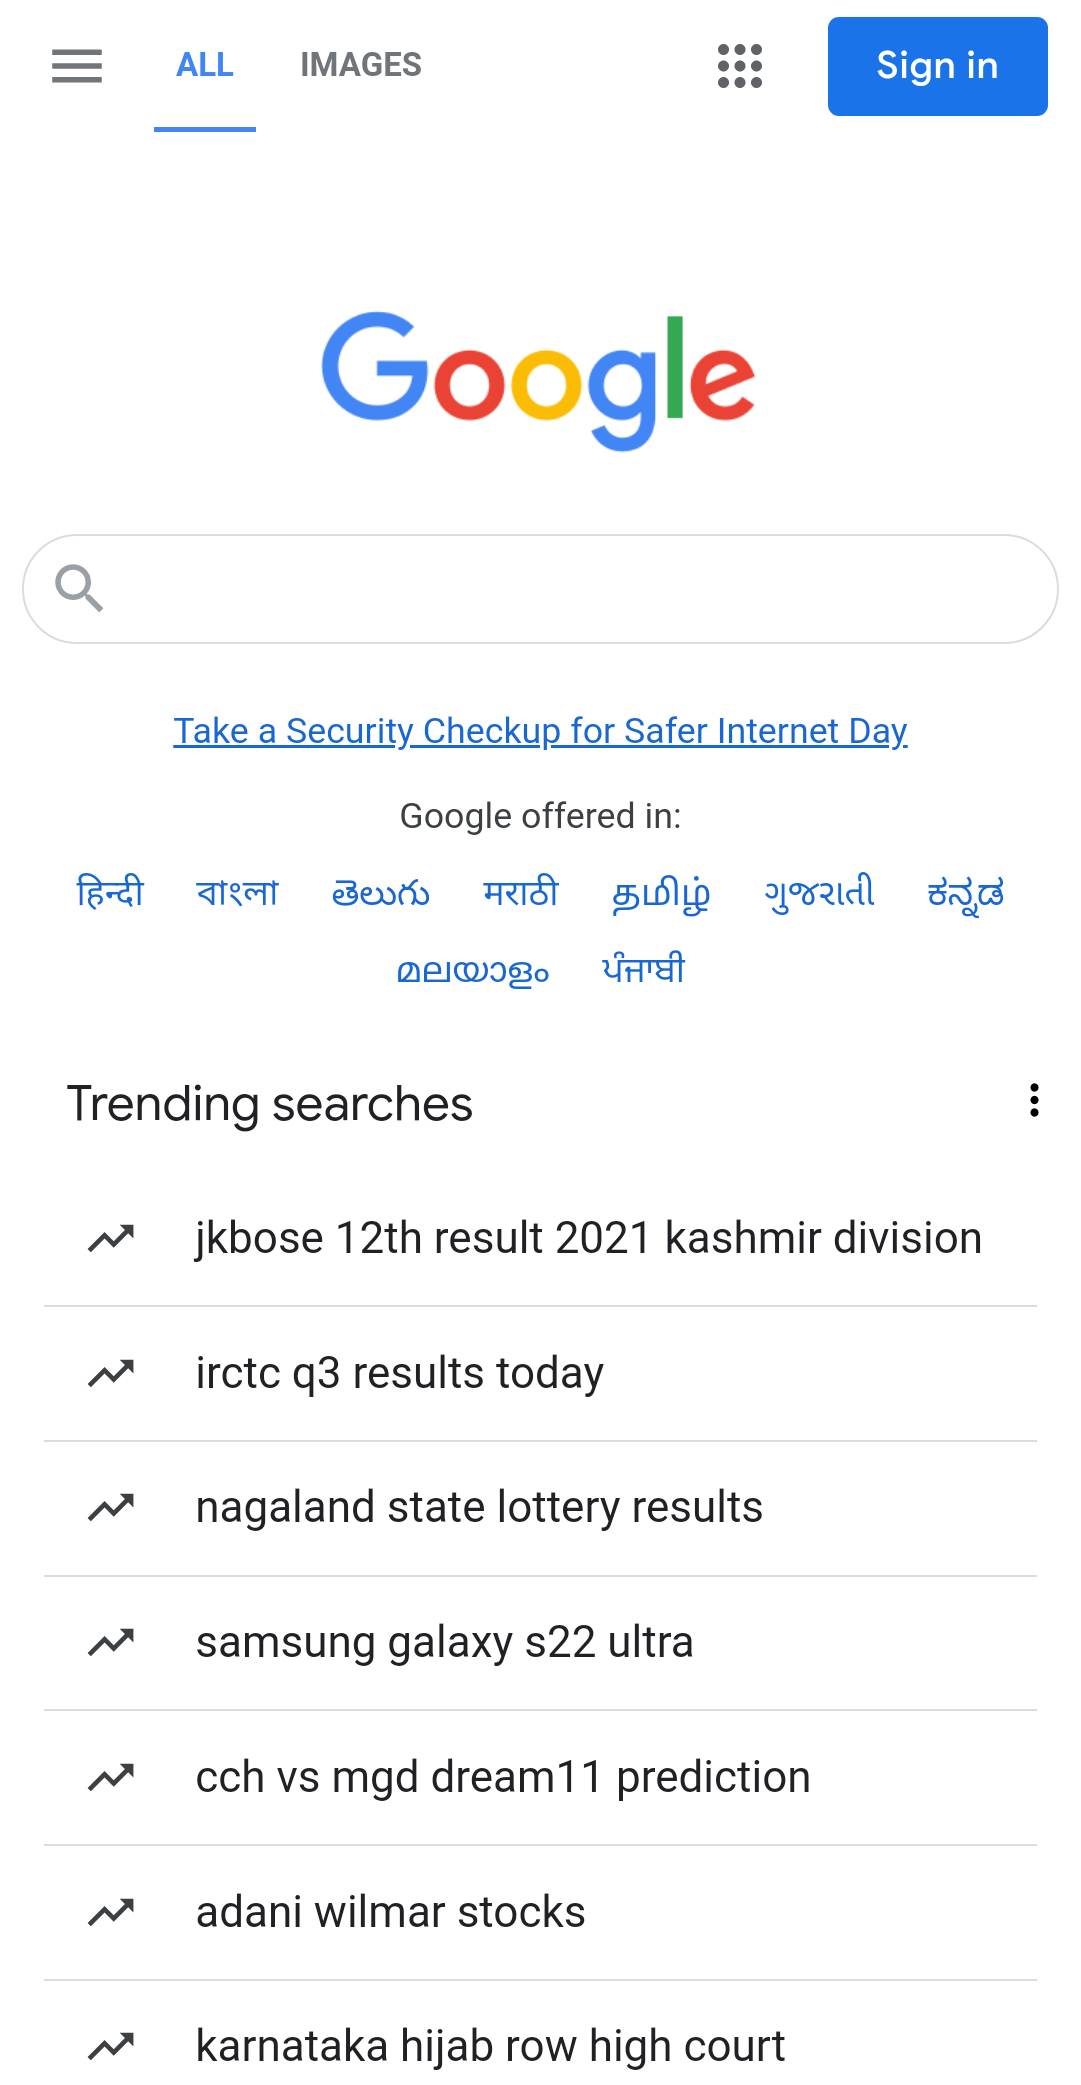 ALL IMAGES Sign in
Google
Take a Security Checkup for Safer Internet Day
Google offered in:
हिन्दी বাংলা తెలుగు मराठी தமிழ் ગુજરાતી ಕನ್ನಡ
മലയാളം ਪੰਜਾਬੀ
Trending searches
jkbose 12th result 2021 kashmir division
irctc q3 results today
nagaland state lottery results
samsung galaxy s22 ultra
cch vs mgd dream11 prediction
adani wilmar stocks
karnataka hijab row high court